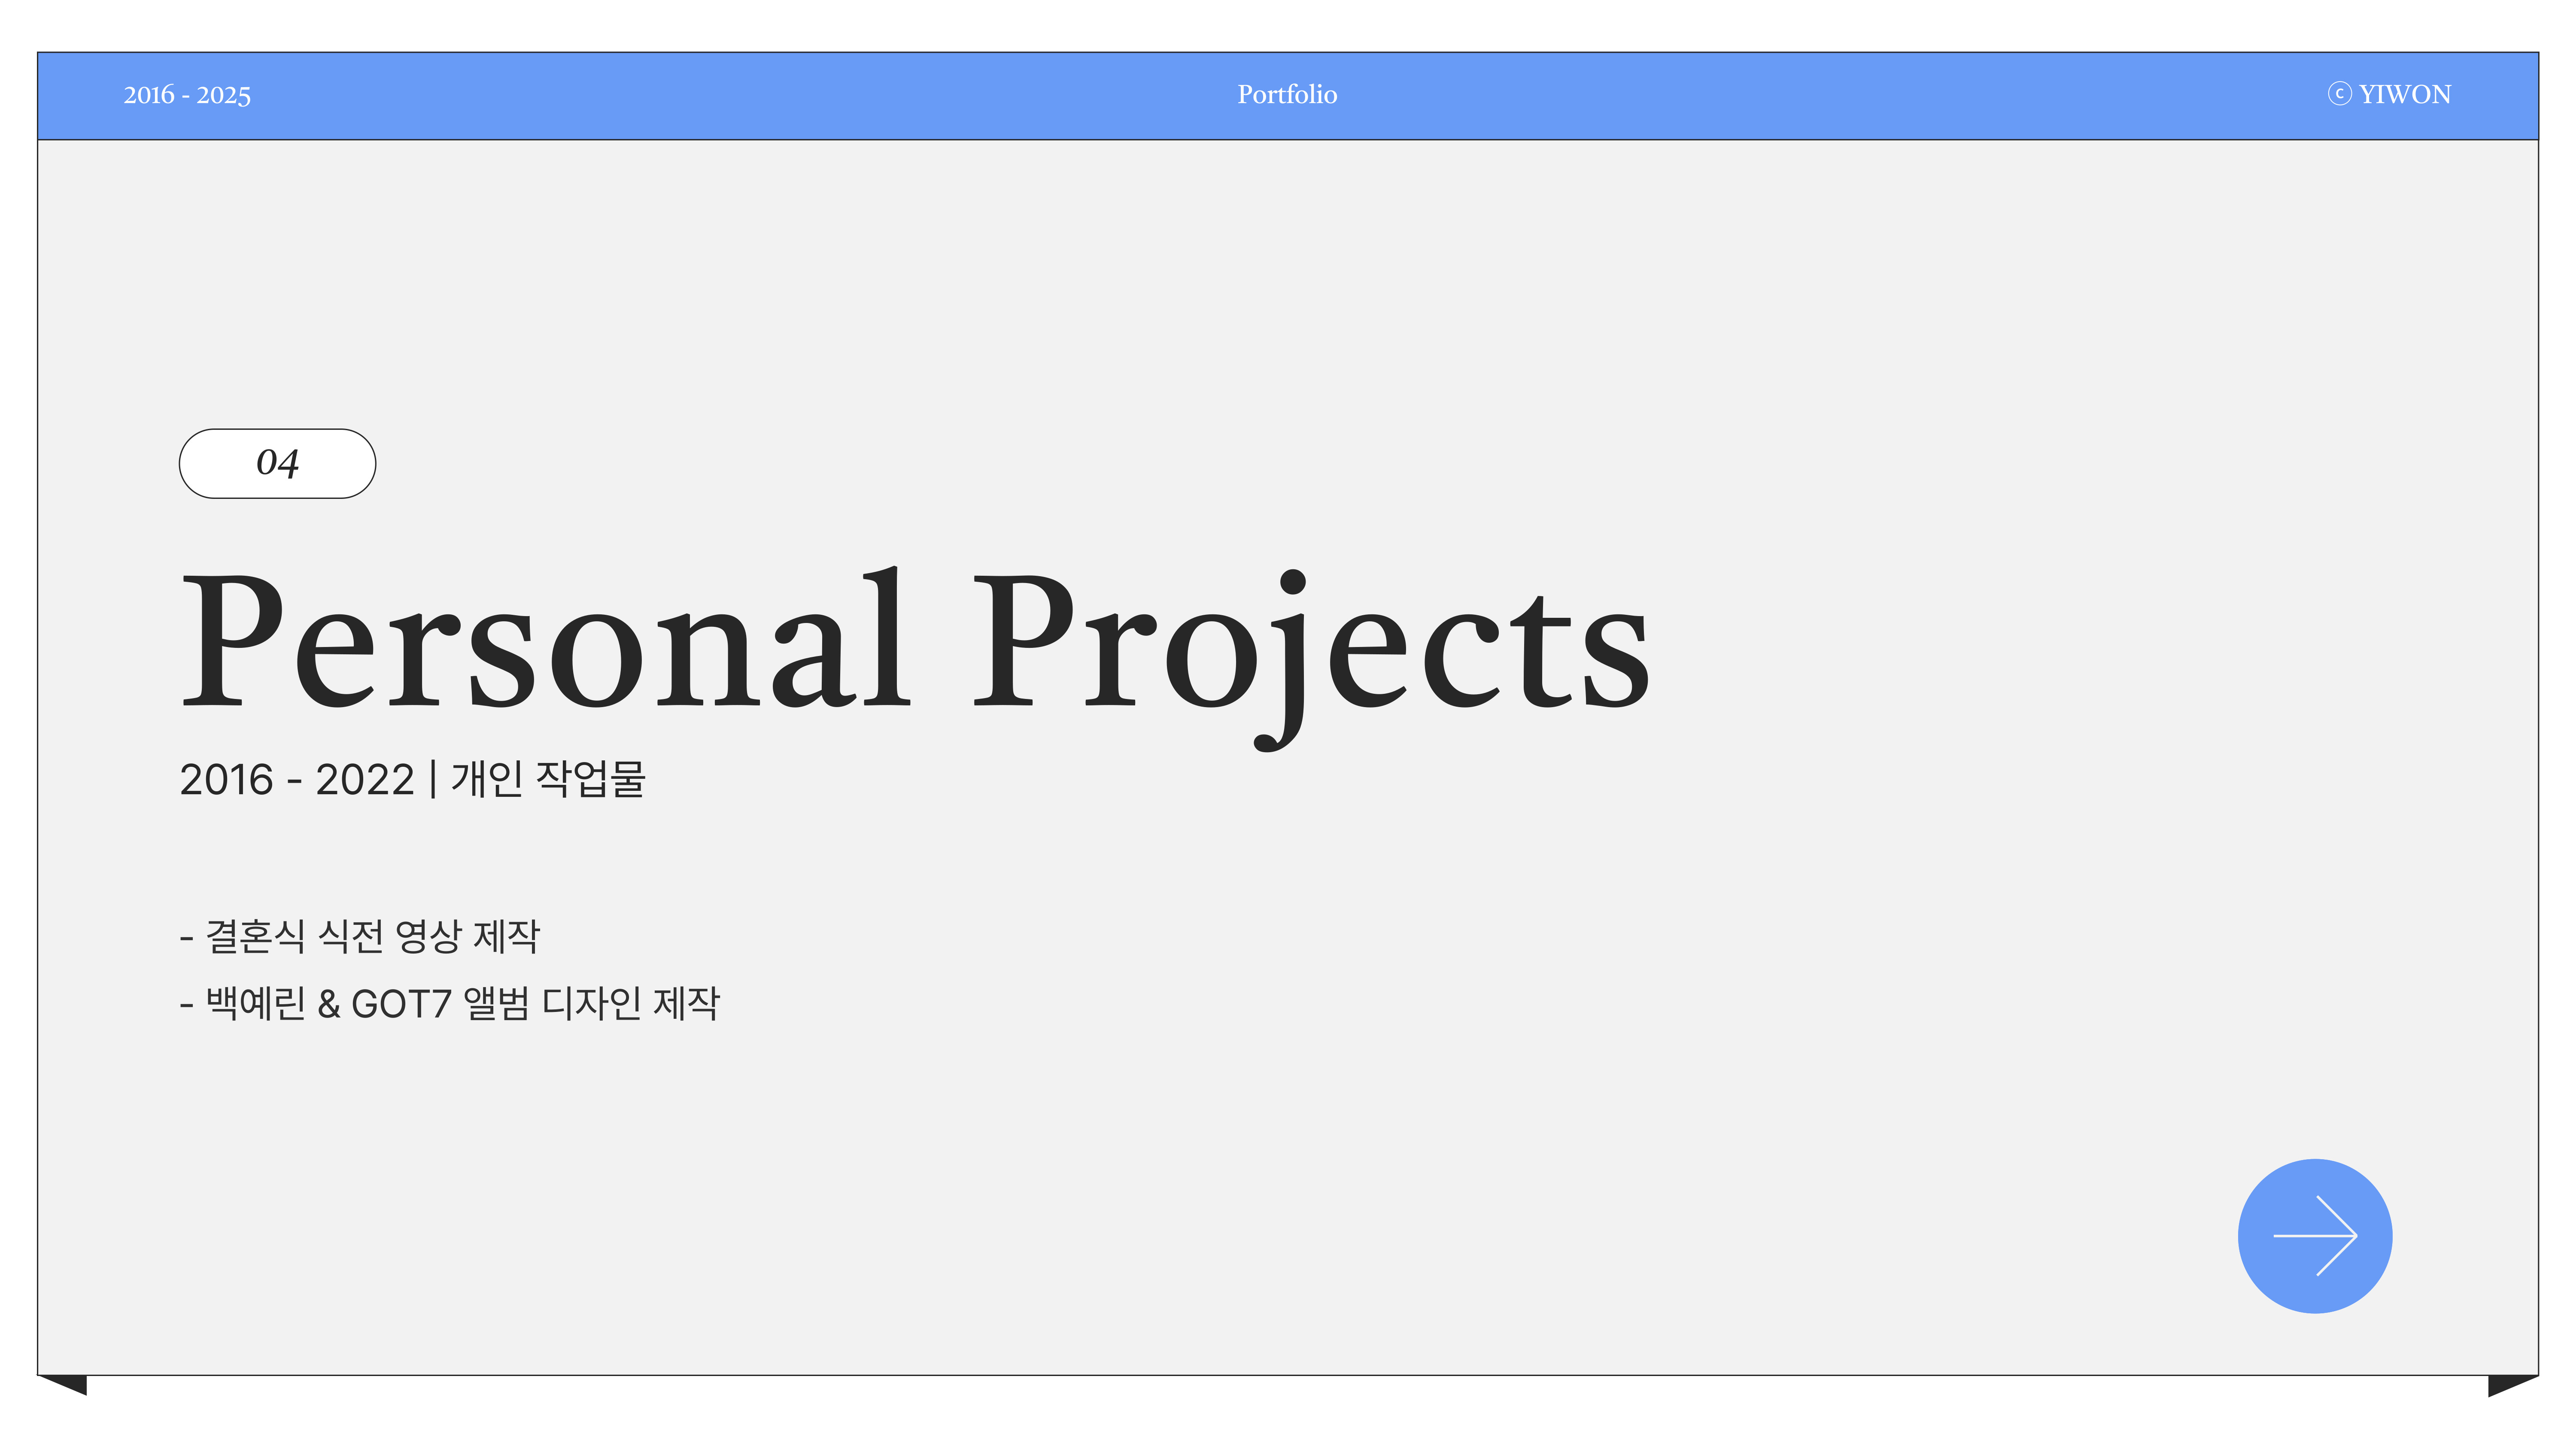 2016 - 2025
Portfolio
ⓒ YIWON
04
Personal Projects
2016 - 2022 | 개인 작업물
- 결혼식 식전 영상 제작
- 백예린 & GOT7 앨범 디자인 제작